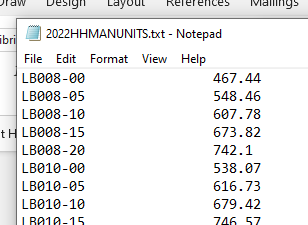 Draw Design Layout References Mailings
2022HHMANUNITS.txt - Notepad
File Edit Format View Help
LB008-00 467.44
LB008-05 548.46
LB008-10 607.78
LB008-15 673.82
LB008-20 742.1
LB010-00 538.07
LB010-05 616.73
LB010-10 679.42
LB010-15 746.57